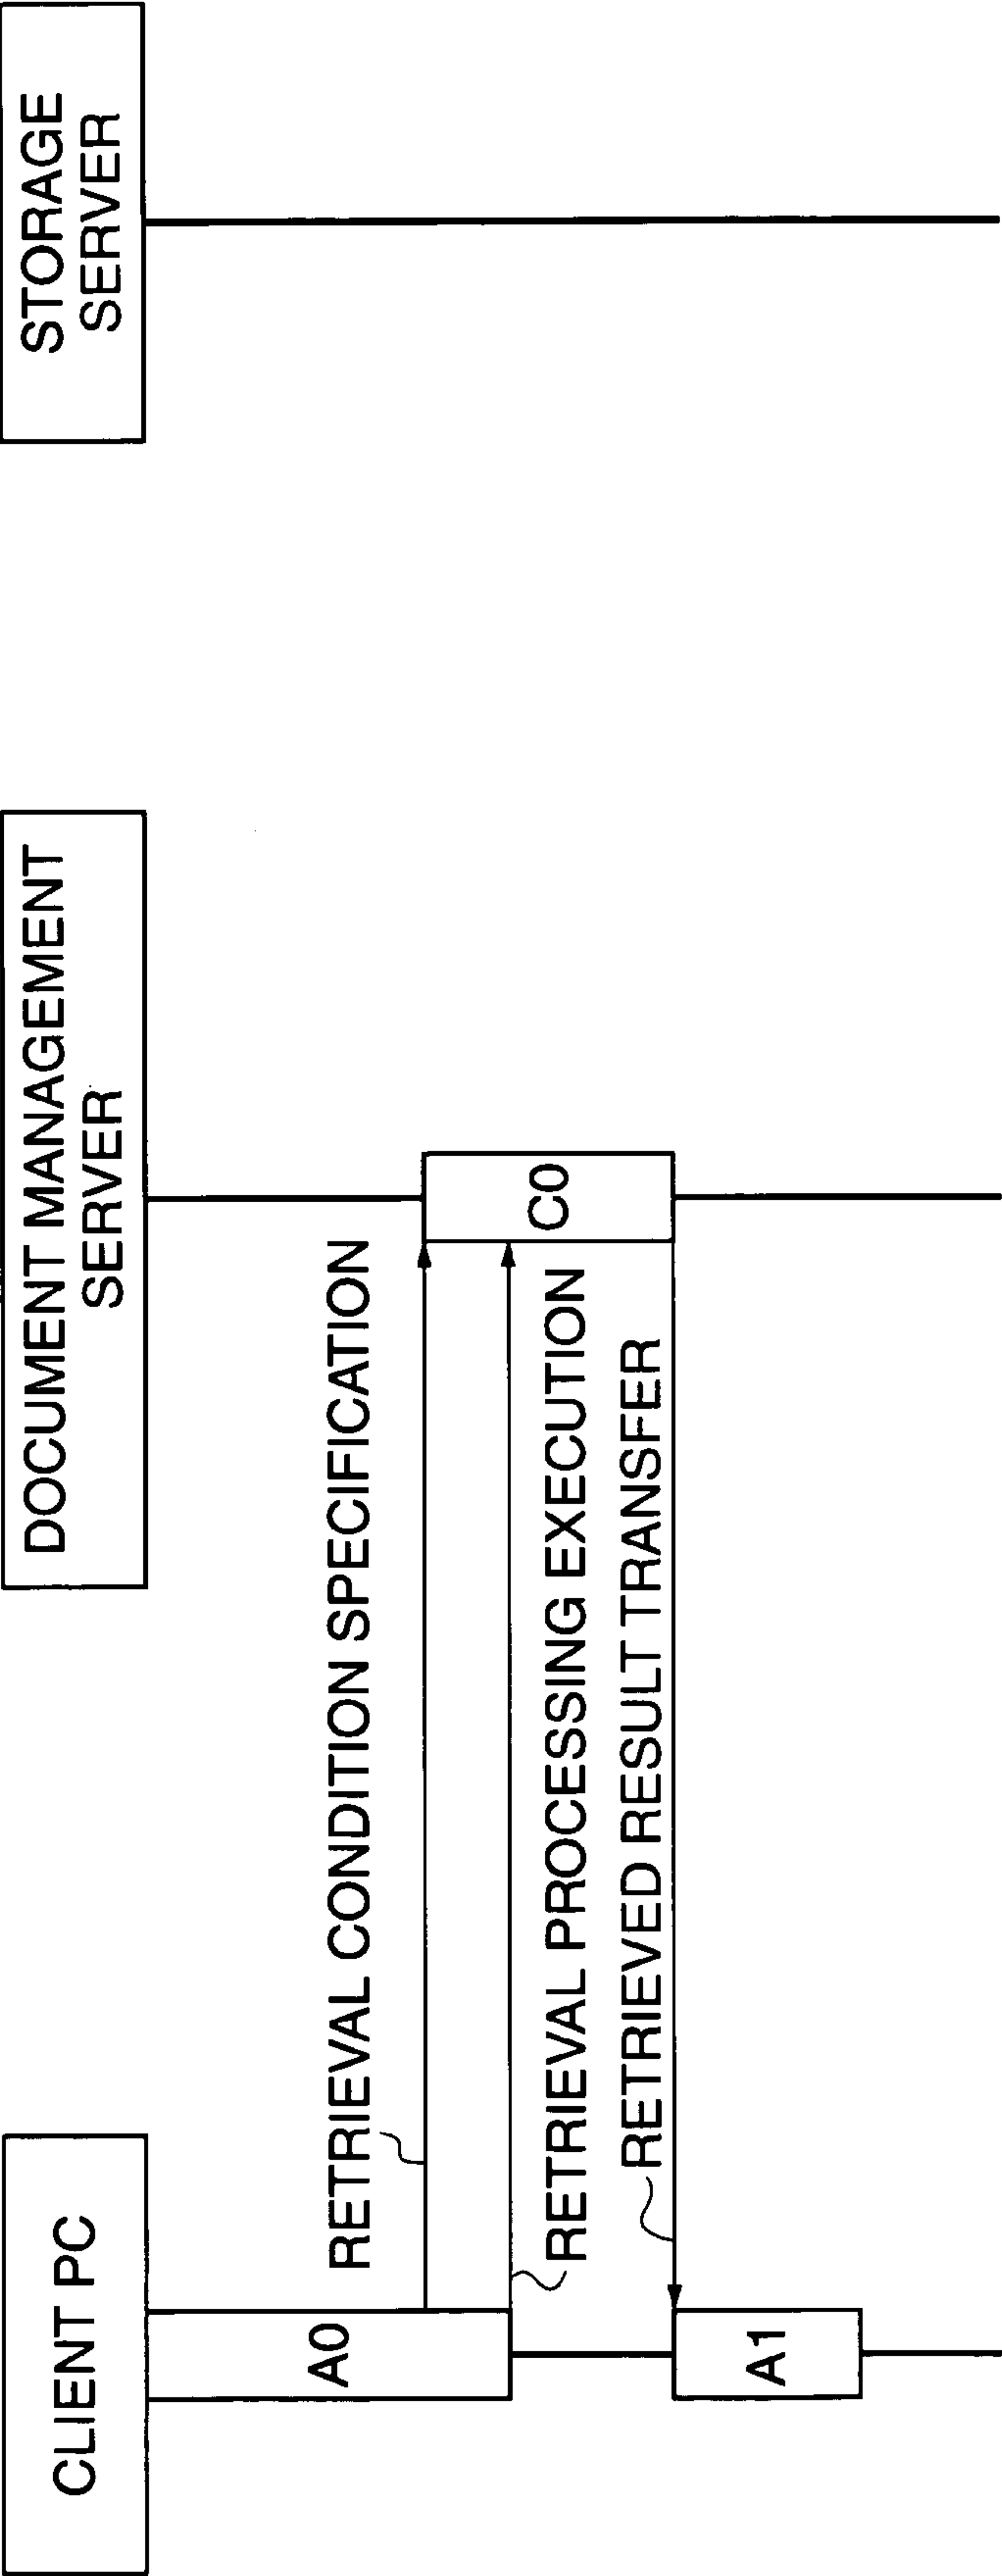 CLIENT PC
DOCUMENT MANAGEMENT
SERVER
STORAGE
SERVER
RETRIEVAL CONDITION SPECIFICATION
A0
C0
RETRIEVAL PROCESSING EXECUTION
RETRIEVED RESULT TRANSFER
A1